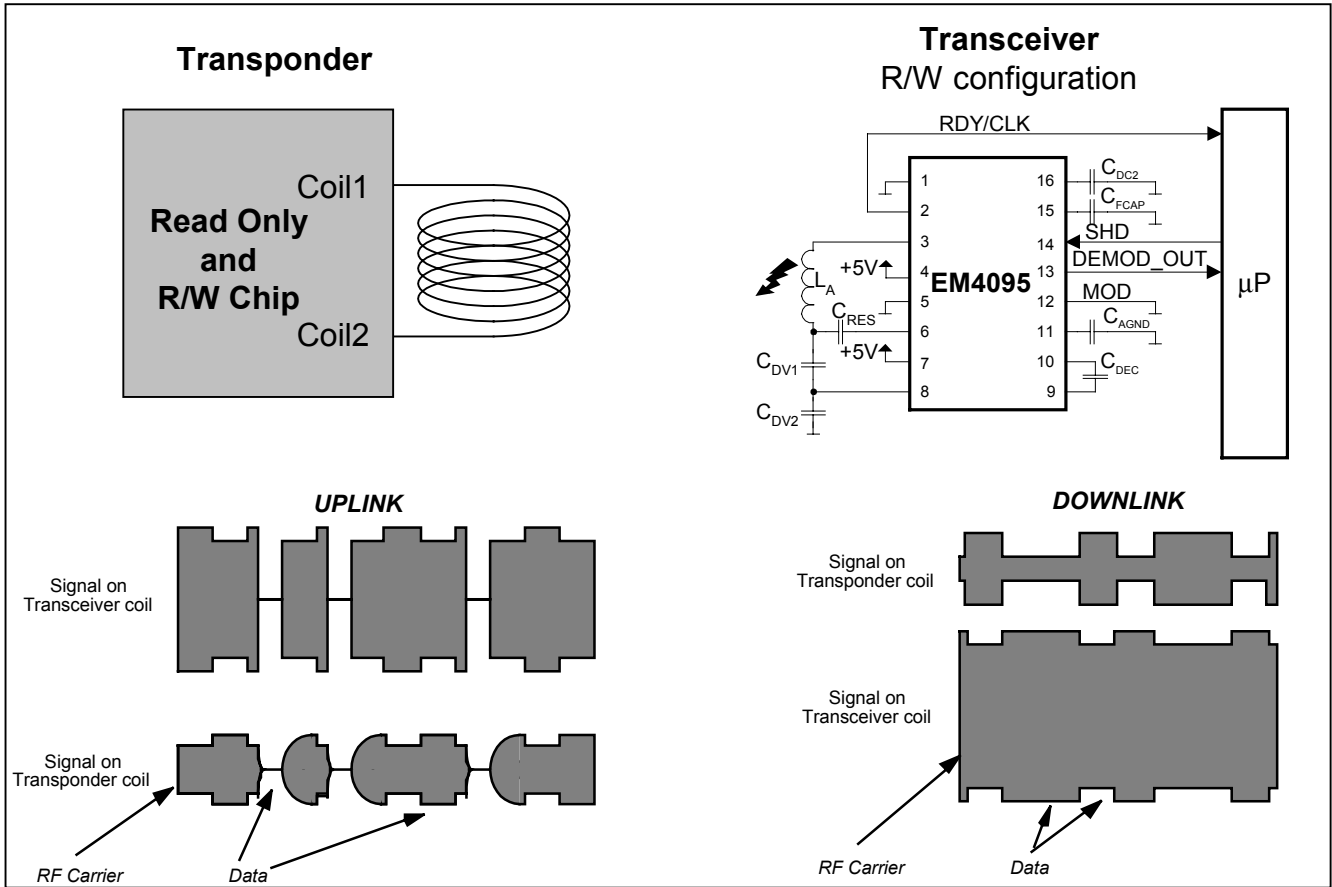 Transponder
Read Only
and
R/W Chip
Coil1
Coil2
Transceiver
R/W configuration
RDY/CLK
1
2
3
4
5
6
7
8
16
15
14
13
12
11
10
9
EM4095
+5V
+5V
L_A
C_RES
C_DV1
C_DV2
C_DC2
C_FCAP
SHD
DEMOD_OUT
MOD
C_AGND
C_DEC
µP
UPLINK
Signal on
Transceiver coil
Signal on
Transponder coil
RF Carrier
Data
DOWNLINK
Signal on
Transponder coil
Signal on
Transceiver coil
RF Carrier
Data